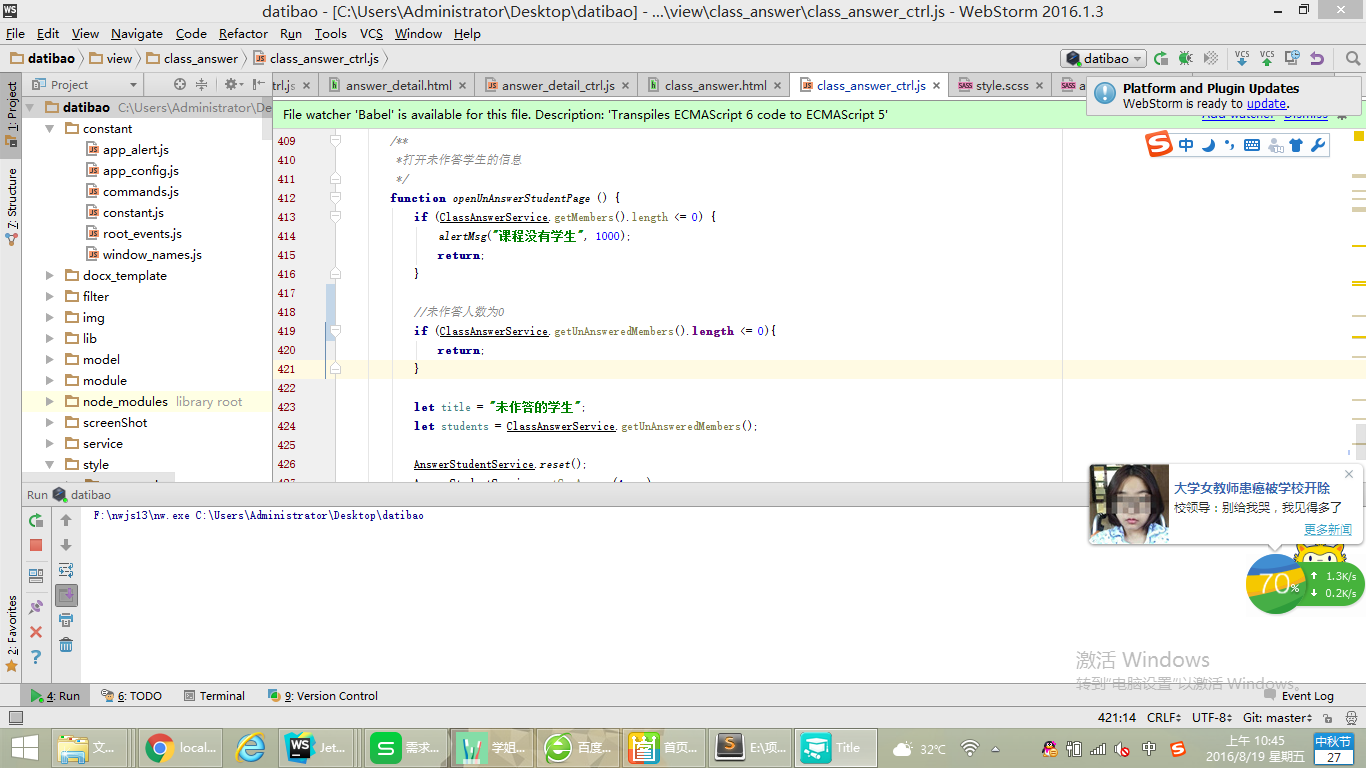 datibao - [C:\Users\Administrator\Desktop\datibao] - ...\view\class_answer\class_answer_ctrl.js - WebStorm 2016.1.3
File Edit View Navigate Code Refactor Run Tools VCS Window Help
datibao view class_answer class_answer_ctrl.js
datibao
VCS VCS
Project
trl.js answer_detail.html answer_detail_ctrl.js class_answer.html class_answer_ctrl.js style.scss
Platform and Plugin Updates
WebStorm is ready to update.
File watcher 'Babel' is available for this file. Description: 'Transpiles ECMAScript 6 code to ECMAScript 5'
Add watcher Dismiss
1: Project
7: Structure
2: Favorites
datibao C:\Users\Administrator\De
constant
app_alert.js
app_config.js
commands.js
constant.js
root_events.js
window_names.js
docx_template
filter
img
lib
model
module
node_modules library root
screenShot
service
style
409 /**
410 *打开未作答学生的信息
411 */
412 function openUnAnswerStudentPage () {
413 if (ClassAnswerService.getMembers().length <= 0) {
414 alertMsg("课程没有学生", 1000);
415 return;
416 }
417
418 //未作答人数为0
419 if (ClassAnswerService.getUnAnsweredMembers().length <= 0){
420 return;
421 }
422
423 let title = "未作答的学生";
424 let students = ClassAnswerService.getUnAnsweredMembers();
425
426 AnswerStudentService.reset();
中
Run datibao
F:\nwjs13\nw.exe C:\Users\Administrator\Desktop\datibao
大学女教师患癌被学校开除
校领导：别给我哭，我见得多了
更多新闻
70%
1.3K/s
0.2K/s
激活 Windows
转到"电脑设置"以激活 Windows。
4: Run 6: TODO Terminal 9: Version Control Event Log
421:14 CRLF UTF-8 Git: master
文... local... Jet... 需求... 学姐... 百度... 首页... E:\项... Title
32℃
中
上午 10:45
2016/8/19 星期五
中秋节
27